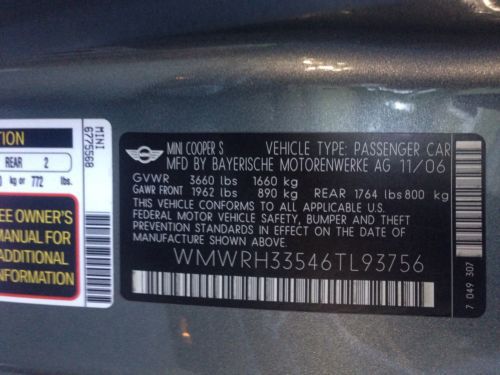 TION
REAR 2
kg or 772 lbs.
EE OWNER'S
MANUAL FOR
INFORMATION
MINI
6775568
MINI COOPER S VEHICLE TYPE: PASSENGER CAR
MFD BY BAYERISCHE MOTORENWERKE AG 11/06
GVWR 3660 lbs 1660 kg
GAWR FRONT 1962 lbs 890 kg REAR 1764 lbs 800 kg
THIS VEHICLE CONFORMS TO ALL APPLICABLE U.S.
FEDERAL MOTOR VEHICLE SAFETY, BUMPER AND THEFT
PREVENTION STANDARDS IN EFFECT ON THE DATE OF
MANUFACTURE SHOWN ABOVE.
WMWRH33546TL93756
7 049 307